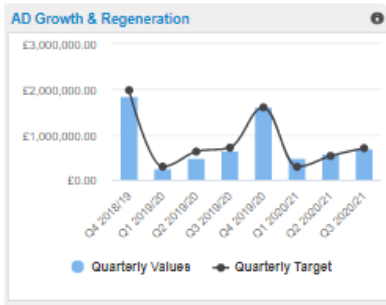 AD Growth & Regeneration
£3,000,000.00
£2,000,000.00
£1,000,000.00
£0.00
Q4 2018/19
Q1 2019/20
Q2 2019/20
Q3 2019/20
Q4 2019/20
Q1 2020/21
Q2 2020/21
Q3 2020/21
Quarterly Values
Quarterly Target